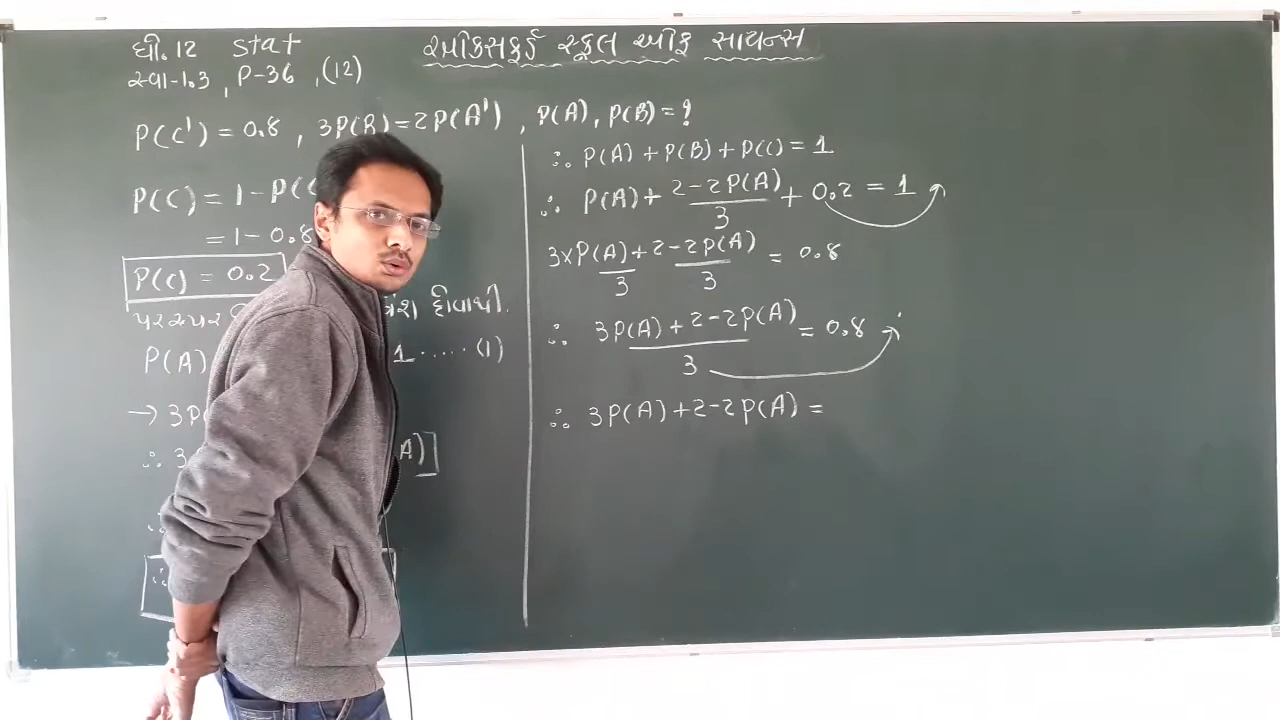 ધો. 12 stat
ઓક્સફર્ડ સ્કૂલ ઓફ સાયન્સ
સ્વા-1.3, P-36, (12)
P(C') = 0.8, 3P(B) = 2P(A'), P(A), P(B) = ?
P(C) = 1 - P(C
= 1 - 0.8
P(C) = 0.2
પરસ્પર હોવાથી.
P(A) 1 ..... (1)
→ 3P(
∴ 3 A)]
∴ P(A) + P(B) + P(C) = 1
∴ P(A) + 2 - 2P(A) / 3 + 0.2 = 1
3×P(A) / 3 + 2 - 2P(A) / 3 = 0.8
∴ 3P(A) + 2 - 2P(A) / 3 = 0.8
∴ 3P(A) + 2 - 2P(A) =